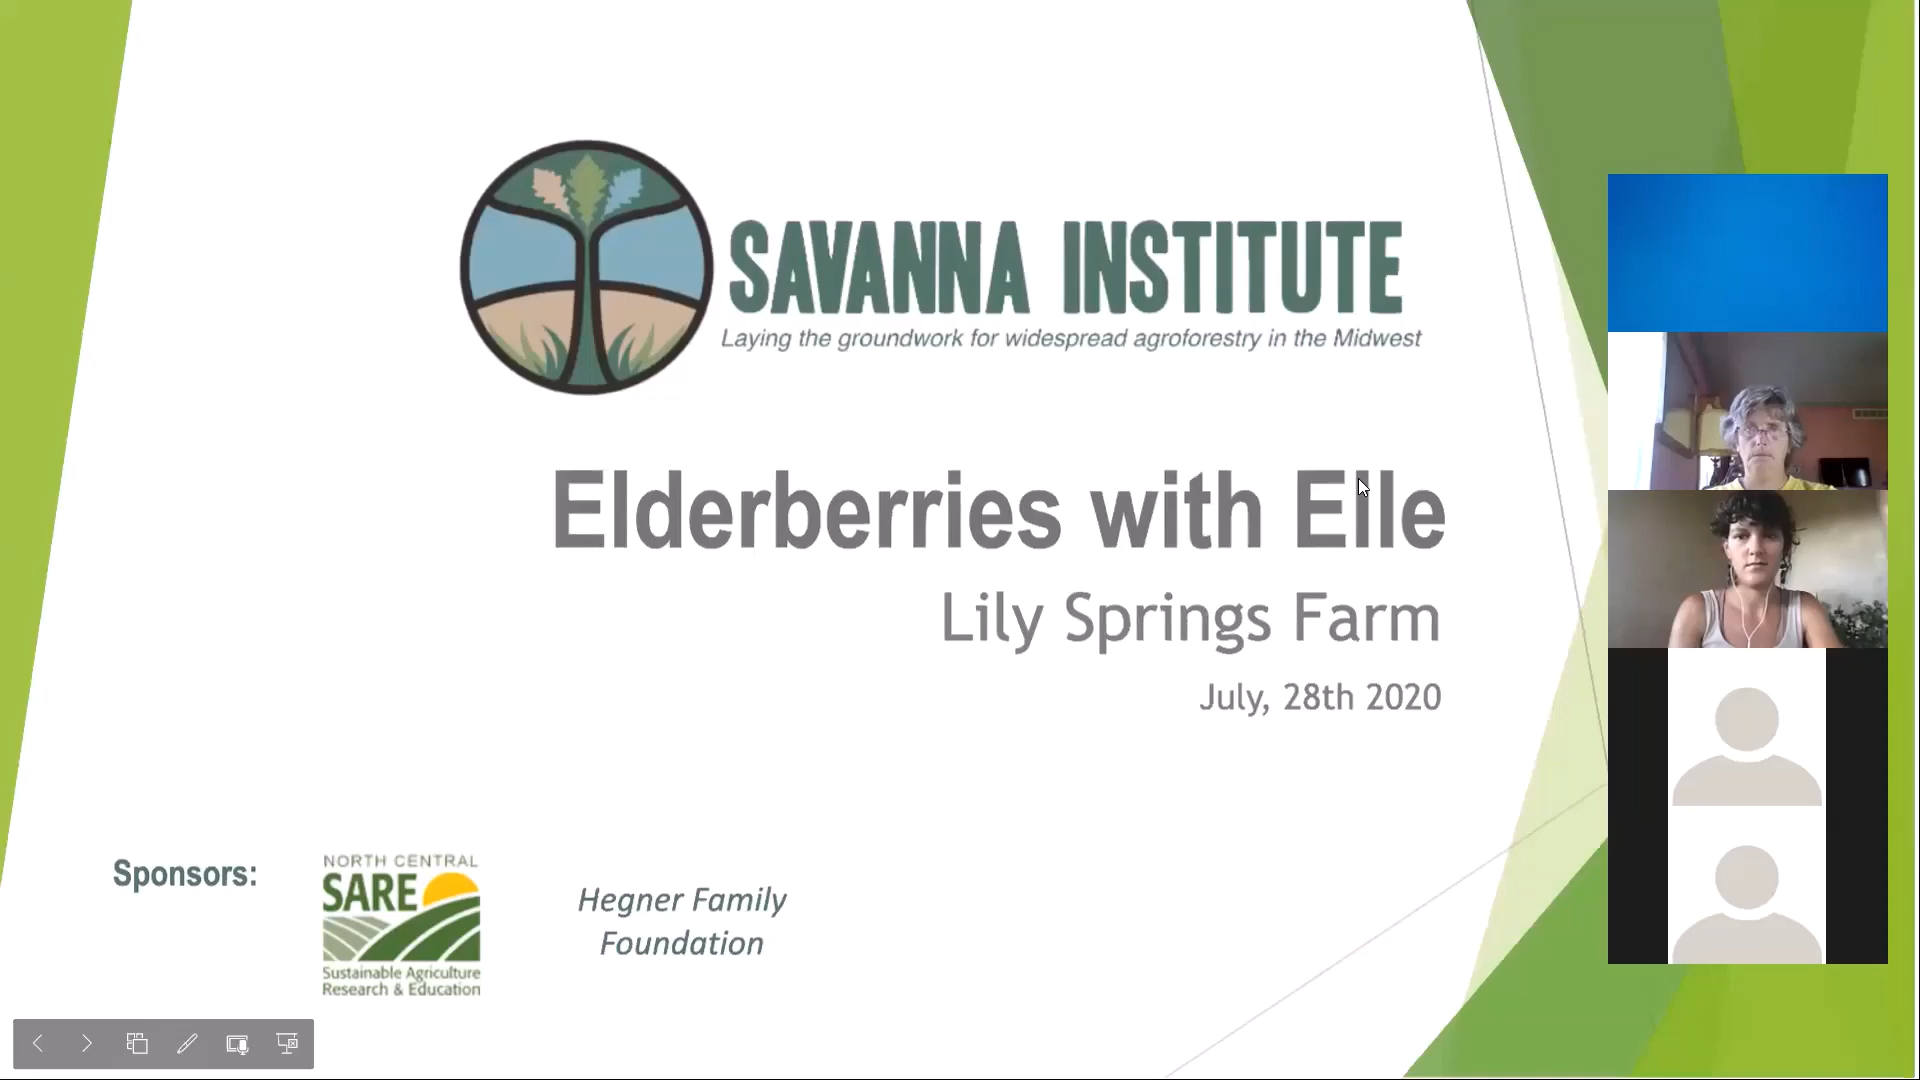 SAVANNA INSTITUTE
Laying the groundwork for widespread agroforestry in the Midwest
Elderberries with Eile
Lily Springs Farm
July, 28th 2020
Sponsors:
NORTH CENTRAL
SARE
Sustainable Agriculture
Research & Education
Hegner Family
Foundation